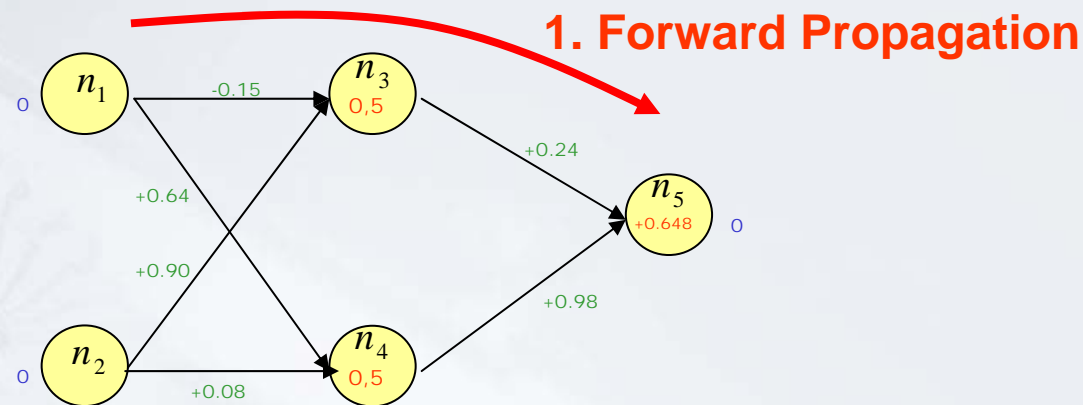 1. Forward Propagation
n1
n3
-0.15
0
0,5
+0.24
+0.64
n5
+0.648
0
+0.90
+0.98
n4
n2
0
0,5
+0.08